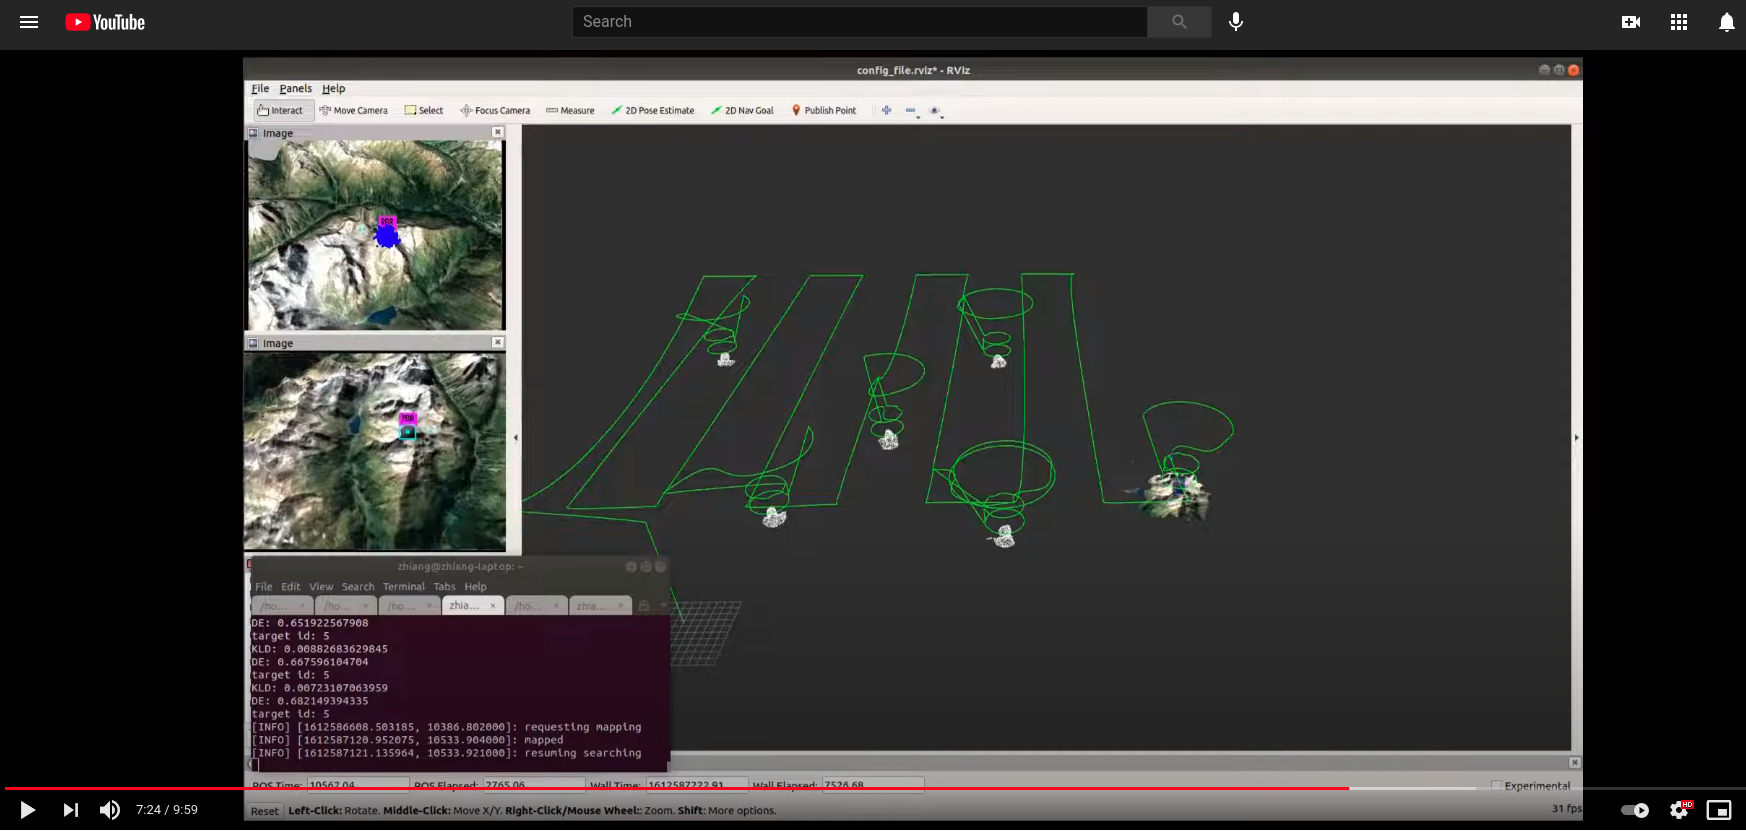 YouTube
Search
config_file.rviz* - RViz
File Panels Help
Interact Move Camera Select Focus Camera Measure 2D Pose Estimate 2D Nav Goal Publish Point
Image
Image
zhiang@zhiang-laptop: ~
File Edit View Search Terminal Tabs Help
/ho... /ho... /ho... zhia... /ho... zhia...
DE: 0.651922567908
target id: 5
KLD: 0.00882683629845
DE: 0.667596104704
target id: 5
KLD: 0.00723107063959
DE: 0.682149394335
target id: 5
[INFO] [1612586608.503185, 10386.802000]: requesting mapping
[INFO] [1612587120.952075, 10533.904000]: mapped
[INFO] [1612587121.135964, 10533.921000]: resuming searching
ROS Time: 10562.04 ROS Elapsed: 2765.06 Wall Time: 1612587222.91 Wall Elapsed: 7526.68 Experimental
Reset Left-Click: Rotate. Middle-Click: Move X/Y. Right-Click/Mouse Wheel:: Zoom. Shift: More options. 31 fps
7:24 / 9:59
HD